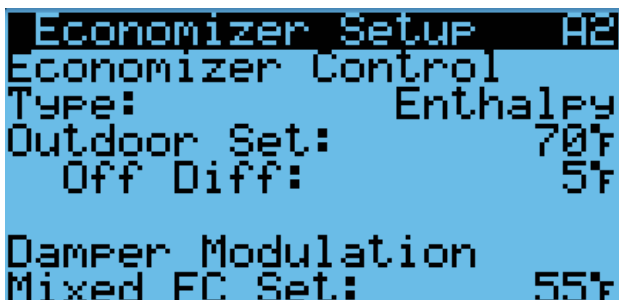 Economizer Setup A2
Economizer Control
Type: Enthalpy
Outdoor Set: 70°F
Off Diff: 5°F
Damper Modulation
Mixed FC Set: 55°F